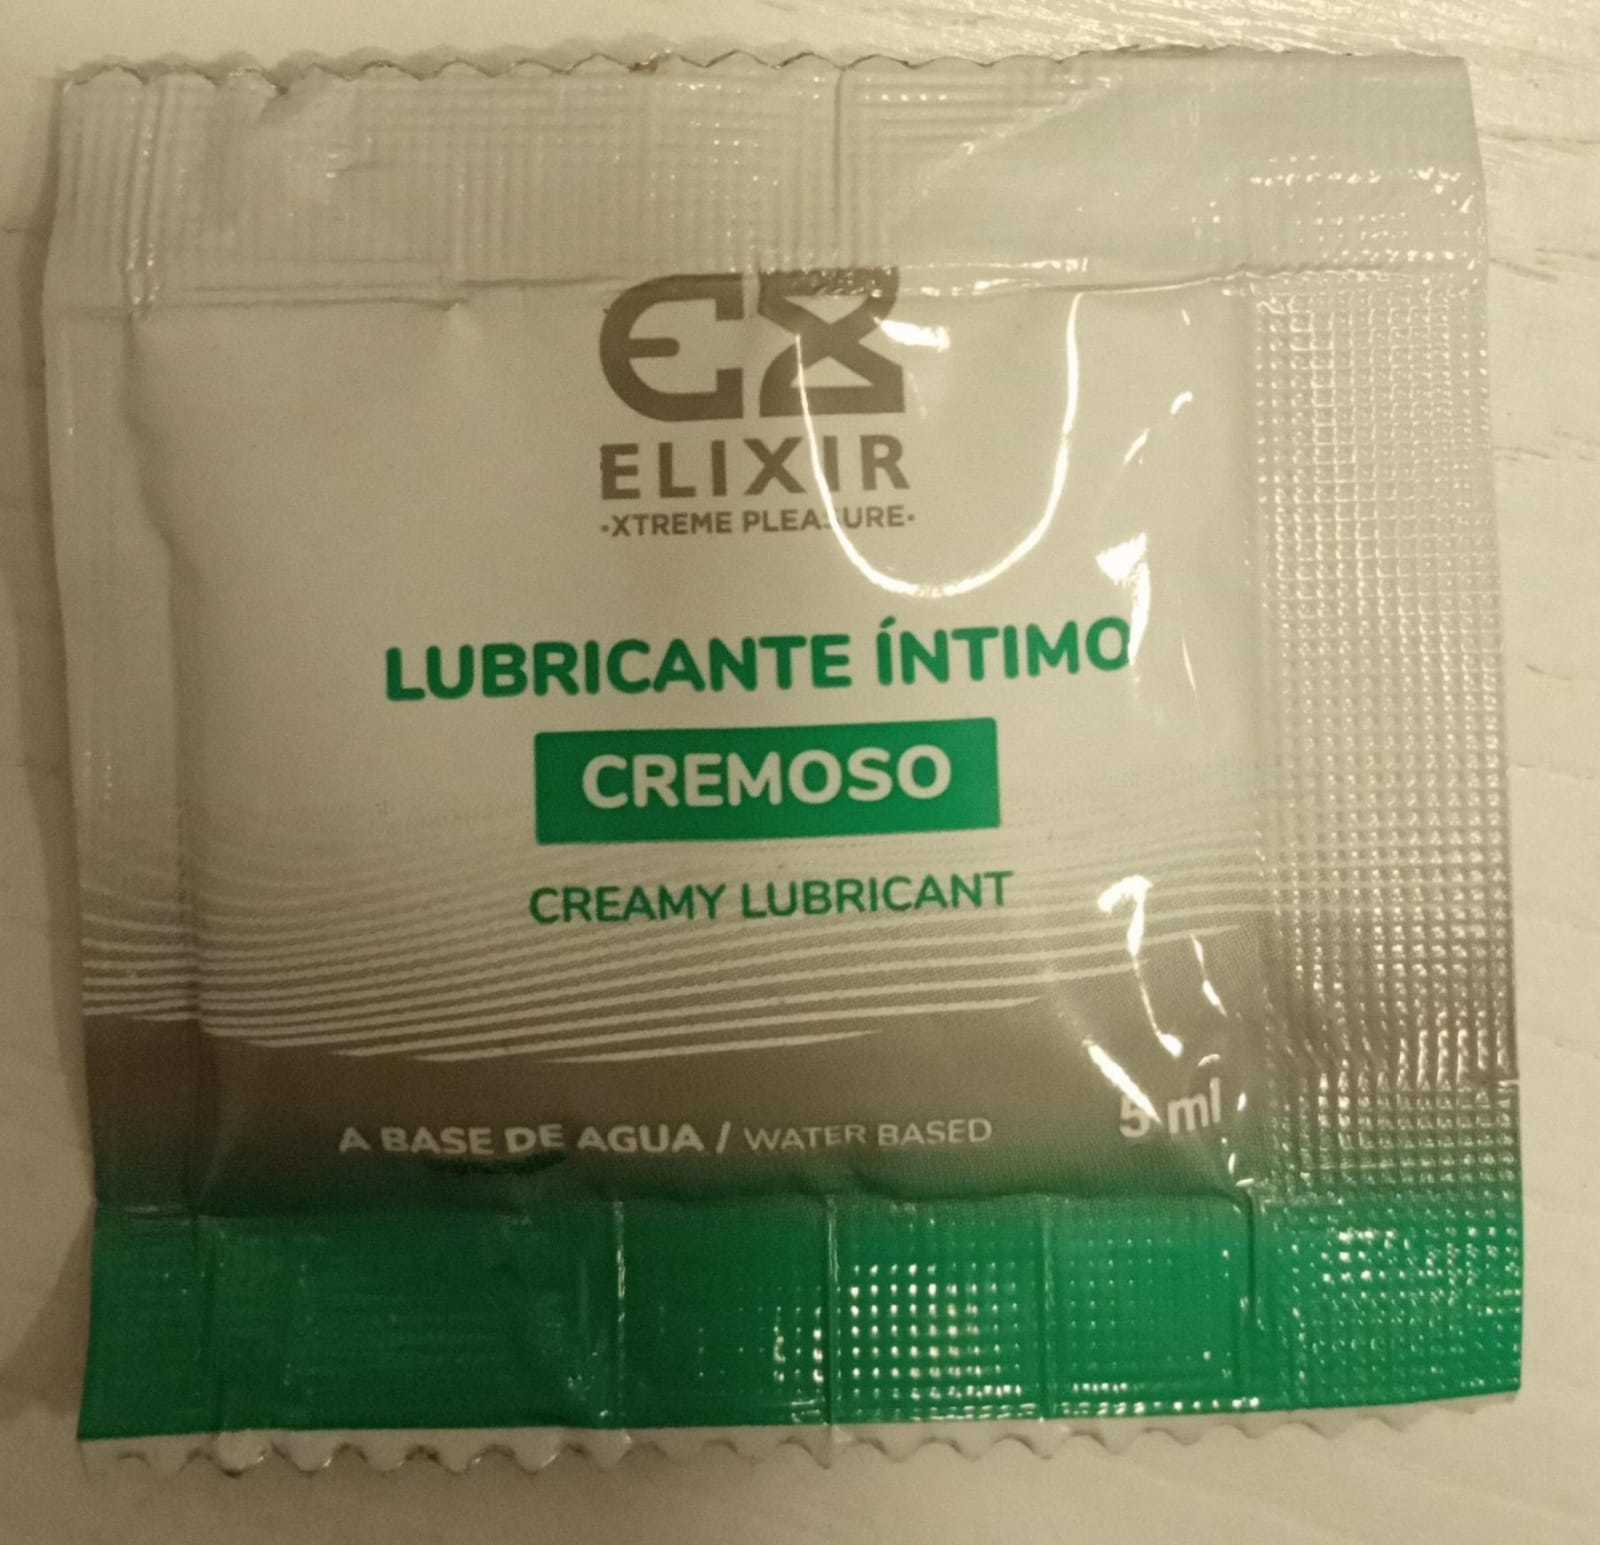 EX
ELIXIR
·XTREME PLEASURE·
LUBRICANTE ÍNTIMO
CREMOSO
CREAMY LUBRICANT
A BASE DE AGUA / WATER BASED
5 ml